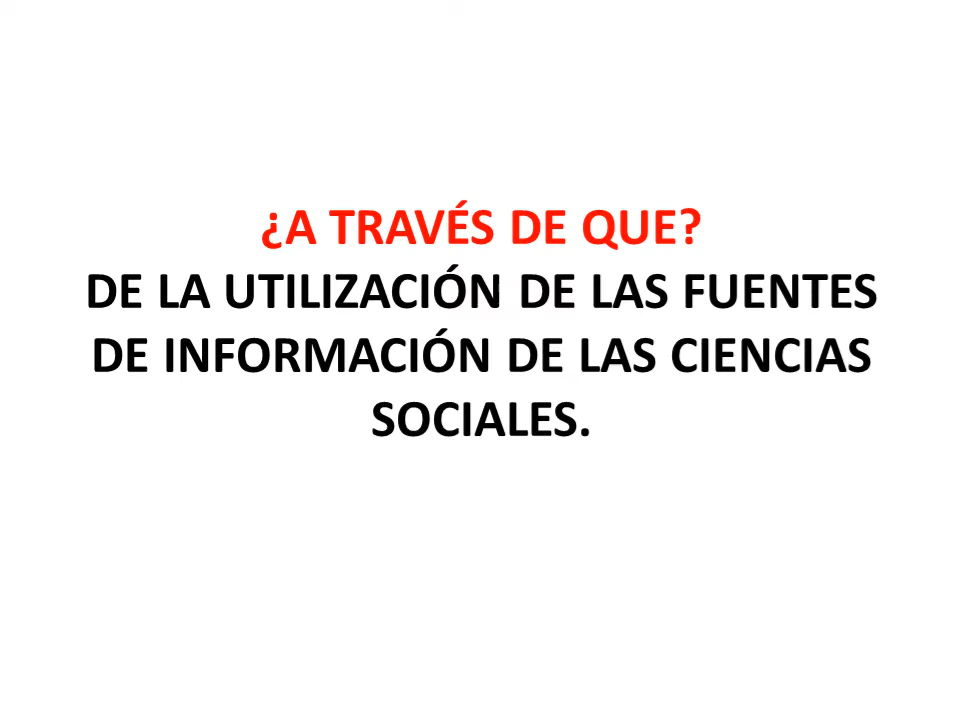 ¿A TRAVÉS DE QUE?
DE LA UTILIZACIÓN DE LAS FUENTES
DE INFORMACIÓN DE LAS CIENCIAS
SOCIALES.